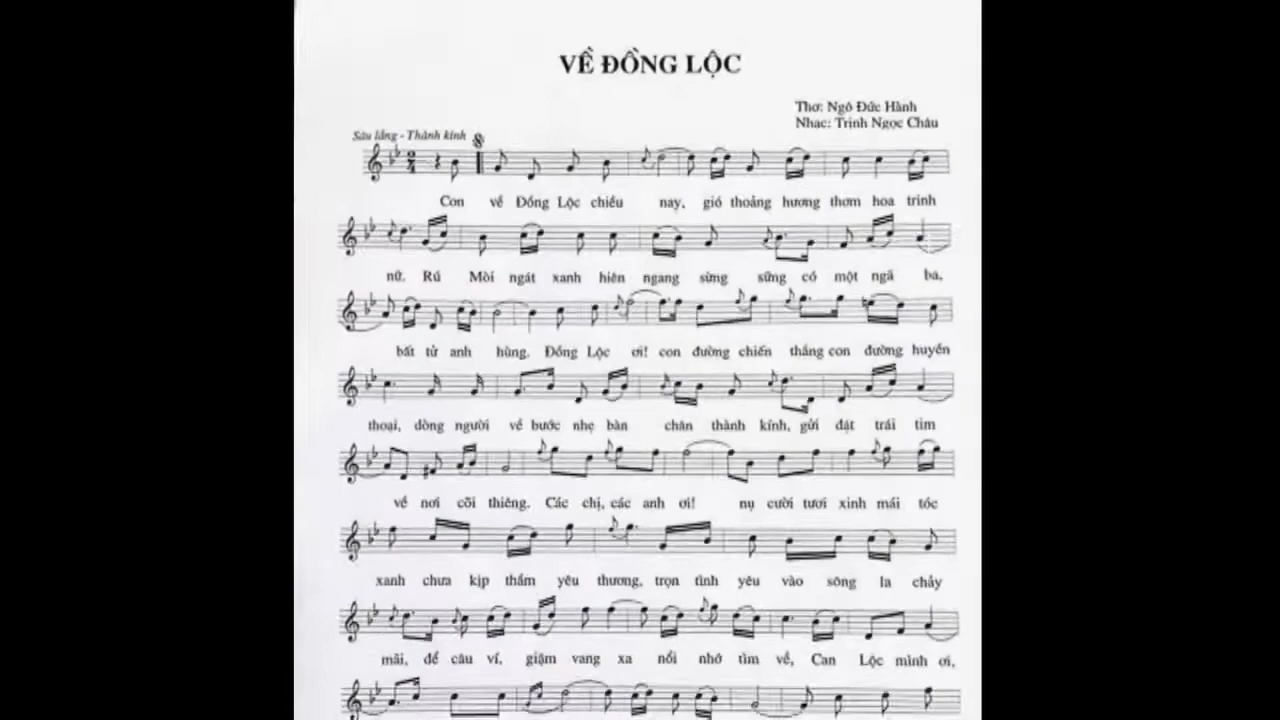 VỀ ĐỒNG LỘC
Thơ: Ngô Đức Hành
Nhạc: Trịnh Ngọc Châu
Sâu lắng - Thành kính
Con về Đồng Lộc chiều nay, gió thoảng hương thơm hoa trinh
nữ. Rú Mòi ngát xanh hiên ngang sừng sững có một ngã ba,
bất tử anh hùng. Đồng Lộc ơi! con đường chiến thắng con đường huyền
thoại, dòng người về bước nhẹ bàn chân thành kính, gửi đặt trái tim
về nơi cõi thiêng. Các chị, các anh ơi! nụ cười tươi xinh mái tóc
xanh chưa kịp thắm yêu thương, trọn tình yêu vào sông la chảy
mãi, để câu ví, giặm vang xa nổi nhớ tìm về, Can Lộc mình ơi,